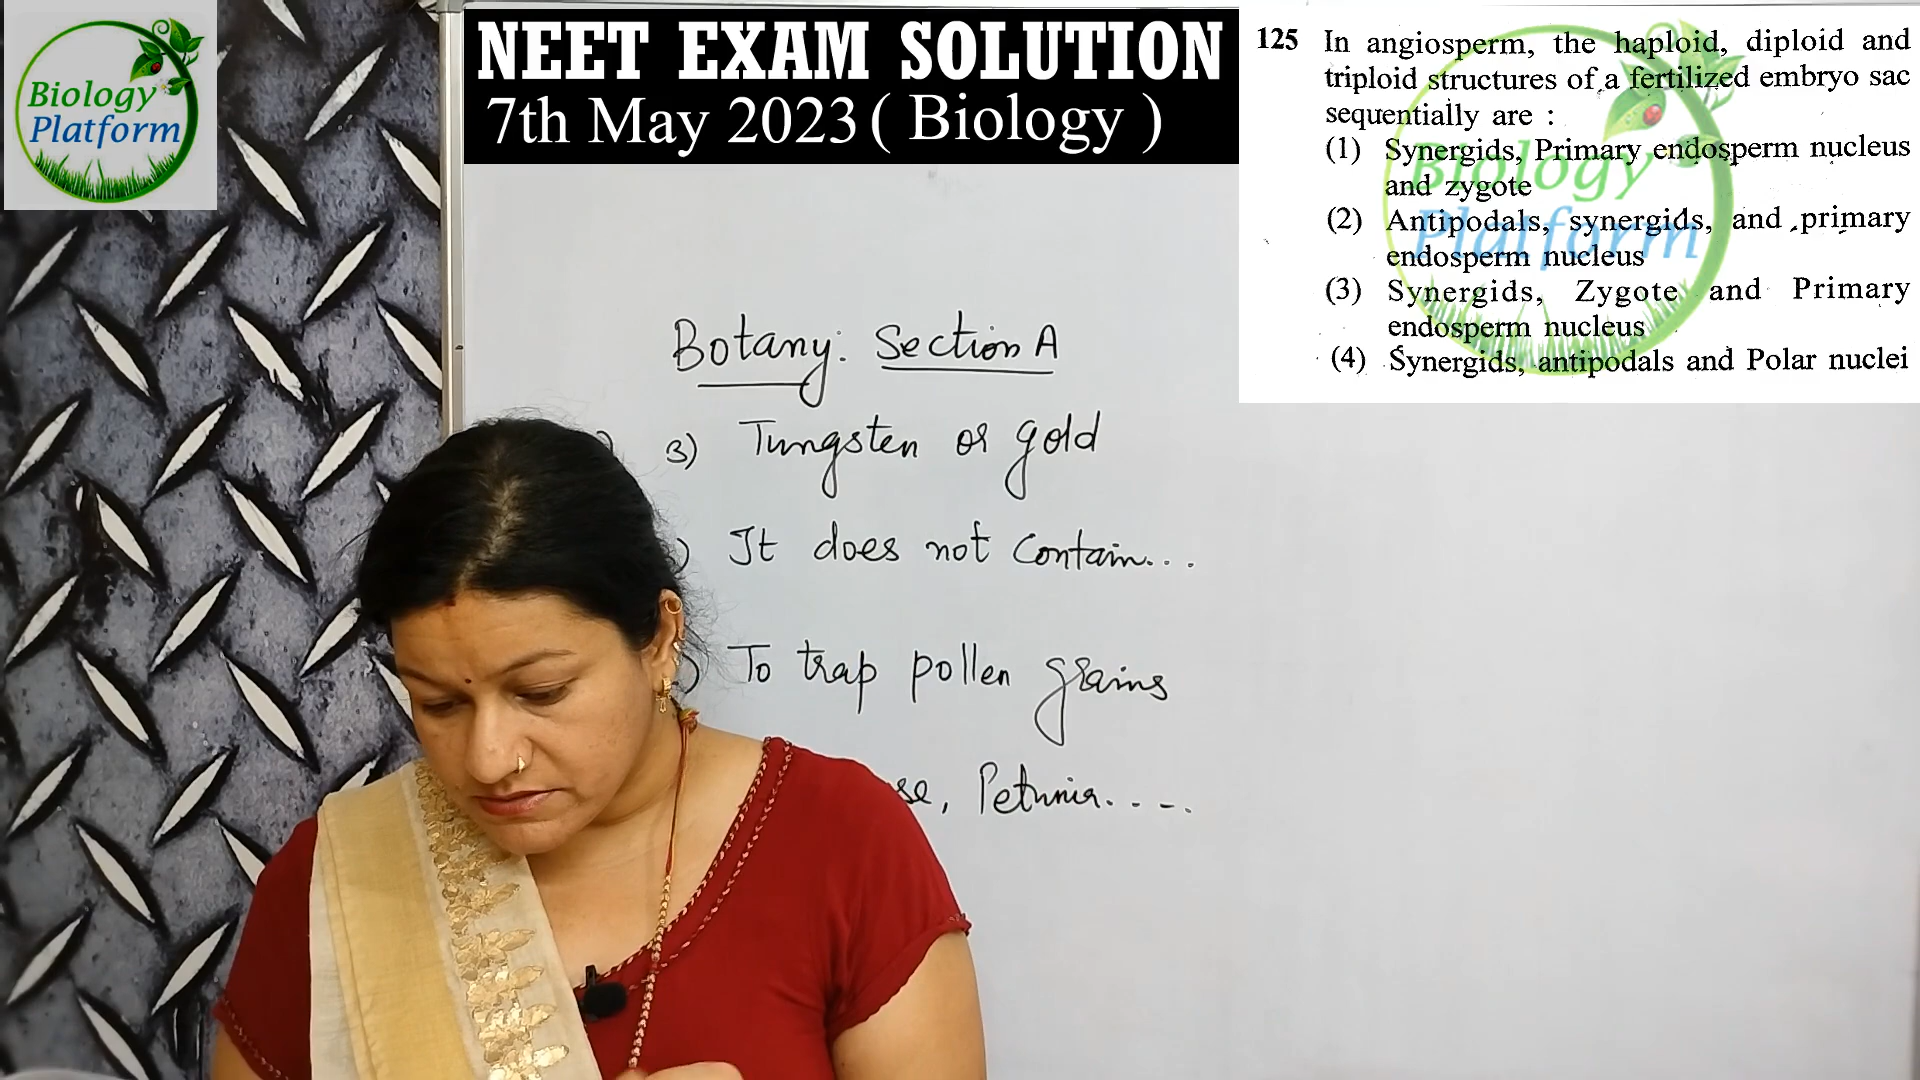 Biology
Platform
NEET EXAM SOLUTION
7th May 2023 ( Biology )
125 In angiosperm, the haploid, diploid and
triploid structures of a fertilized embryo sac
sequentially are :
(1) Synergids, Primary endosperm nucleus
and zygote
(2) Antipodals, synergids, and primary
endosperm nucleus
(3) Synergids, Zygote and Primary
endosperm nucleus
(4) Synergids, antipodals and Polar nuclei
Biology
Platform
Botany: Section A
3) Tungsten or gold
) It does not contain...
) To trap pollen grains
se, Petunia.....